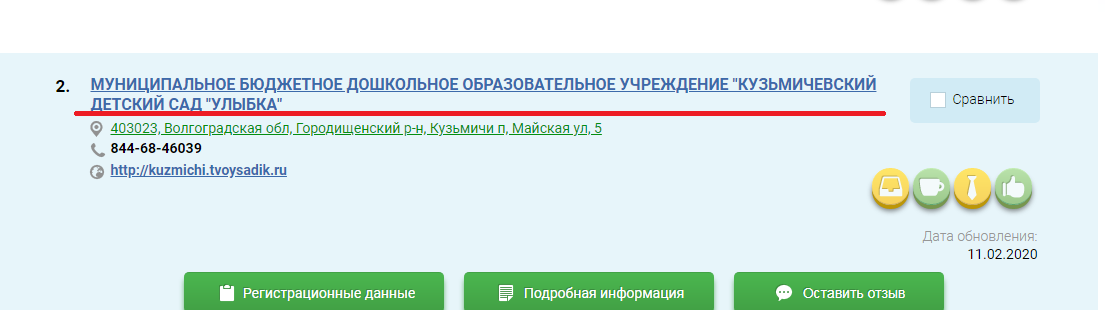 2. МУНИЦИПАЛЬНОЕ БЮДЖЕТНОЕ ДОШКОЛЬНОЕ ОБРАЗОВАТЕЛЬНОЕ УЧРЕЖДЕНИЕ "КУЗЬМИЧЕВСКИЙ
ДЕТСКИЙ САД "УЛЫБКА"
Сравнить
403023, Волгоградская обл, Городищенский р-н, Кузьмичи п, Майская ул, 5
844-68-46039
http://kuzmichi.tvoysadik.ru
Дата обновления:
11.02.2020
Регистрационные данные
Подробная информация
Оставить отзыв